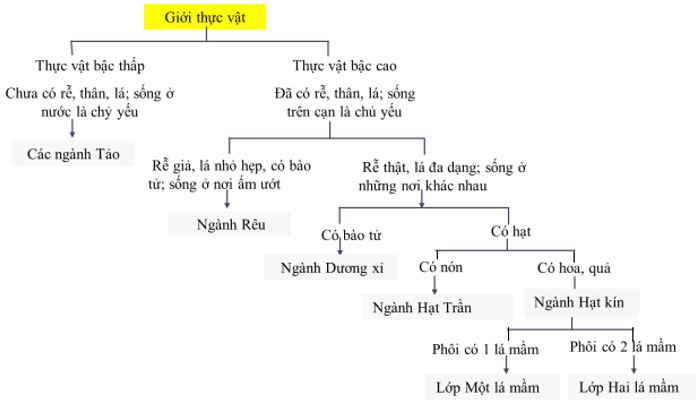 Giới thực vật
Thực vật bậc thấp
Thực vật bậc cao
Chưa có rễ, thân, lá; sống ở
nước là chỷ yếu
Đã có rễ, thân, lá; sống
trên cạn là chủ yếu
Các ngành Tảo
Rễ giả, lá nhỏ hẹp, có bào
tử; sống ở nơi ấm ướt
Rễ thật, lá đa dạng; sống ở
những nơi khác nhau
Ngành Rêu
Có bào tử
Có hạt
Ngành Dương xỉ
Có nón
Có hoa, quả
Ngành Hạt Trần
Ngành Hạt kín
Phôi có 1 lá mầm
Phôi có 2 lá mầm
Lớp Một lá mầm
Lớp Hai lá mầm